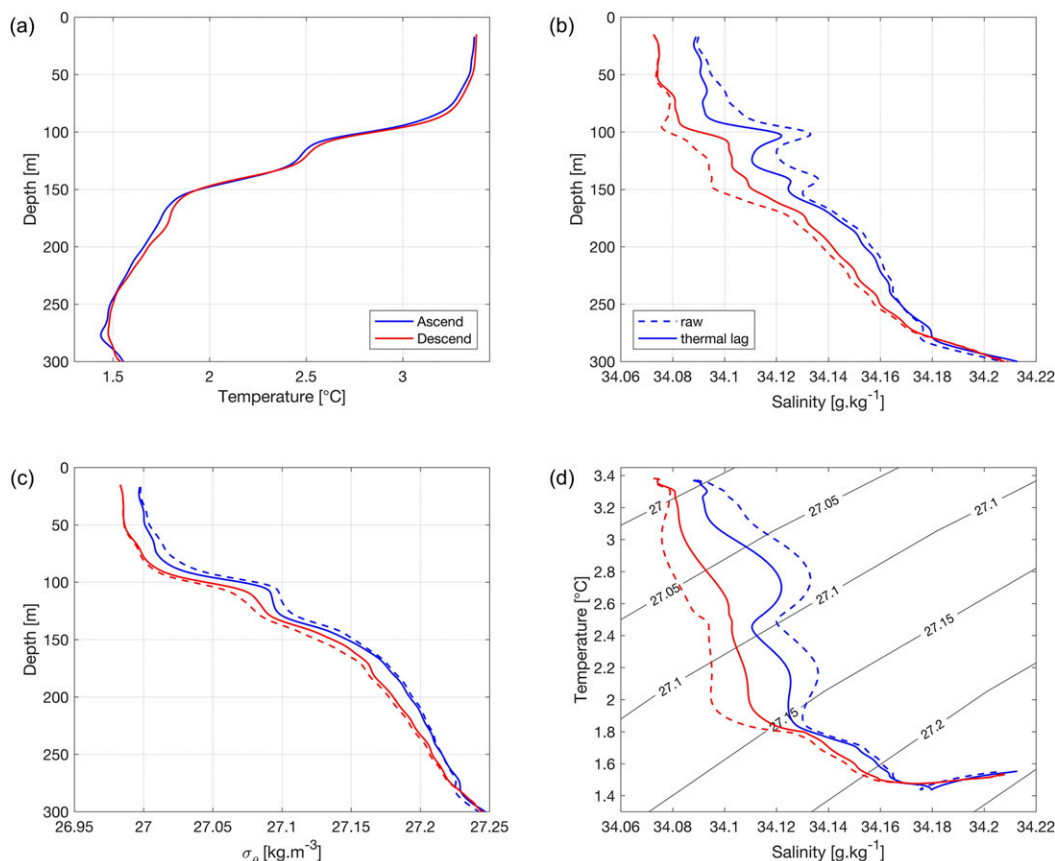 (a)
0
50
100
150
200
250
300
Depth [m]
1.5 2 2.5 3
Temperature [°C]
Ascend
Descend
(b)
0
50
100
150
200
250
300
Depth [m]
34.06 34.08 34.1 34.12 34.14 34.16 34.18 34.2 34.22
Salinity [g.kg-1]
raw
thermal lag
(c)
0
50
100
150
200
250
300
Depth [m]
26.95 27 27.05 27.1 27.15 27.2 27.25
σθ [kg.m-3]
(d)
3.4
3.2
3
2.8
2.6
2.4
2.2
2
1.8
1.6
1.4
Temperature [°C]
27
27.05
27.1
27.05
27.1
27.15
27.1
27.15
27.2
34.06 34.08 34.1 34.12 34.14 34.16 34.18 34.2 34.22
Salinity [g.kg-1]